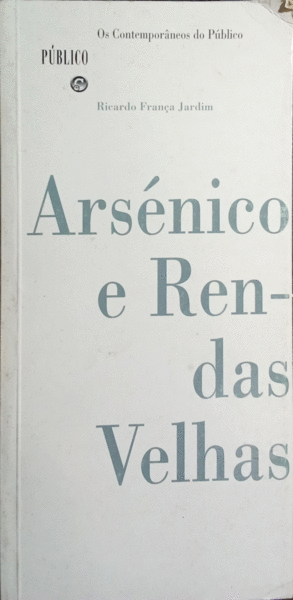 Os Contemporâneos do Público
PÚBLICO
Ricardo França Jardim
Arsénico
e Ren-
das
Velhas